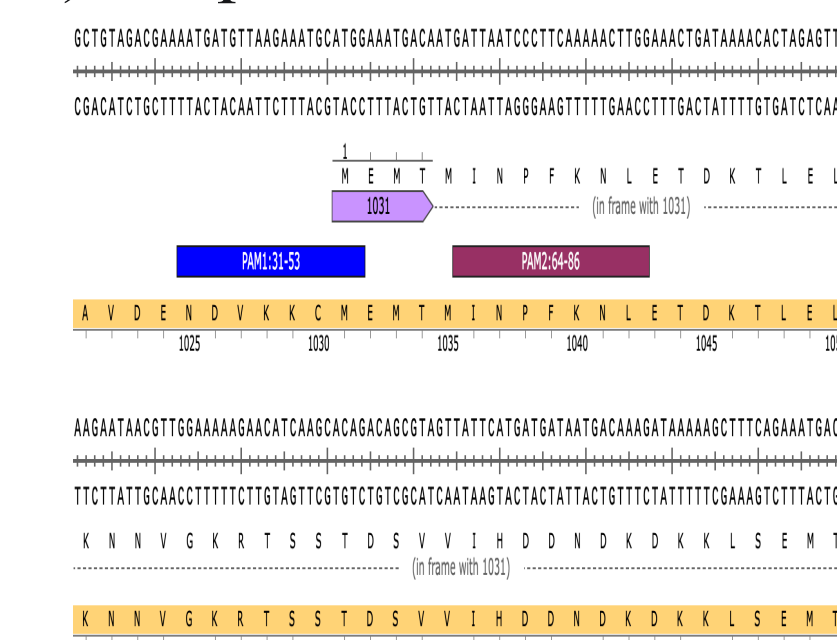 GCTGTAGACGAAAATGATGTTAAGAAATGCATGGAAATGACAATGATTAATCCCTTCAAAAACTTGGAAACTGATAAAACACTAGAGTT
CGACATCTGCTTTTACTACAATTCTTTACGTACCTTTACTGTTACTAATTAGGGAAGTTTTTGAACCTTTGACTATTTTGTGATCTCAA
1
M E M T M I N P F K N L E T D K T L E L
1031 (in frame with 1031)
PAM1:31-53 PAM2:64-86
A V D E N D V K K C M E M T M I N P F K N L E T D K T L E L
1025 1030 1035 1040 1045
AAGAATAACGTTGGAAAAAGAACATCAAGCACAGACAGCGTAGTTATTCATGATGATAATGACAAAGATAAAAAGCTTTCAGAAATGAC
TTCTTATTGCAACCTTTTTCTTGTAGTTCGTGTCTGTCGCATCAATAAGTACTACTATTACTGTTTCTATTTTTCGAAAGTCTTTACTG
K N N V G K R T S S T D S V V I H D D N D K D K K L S E M T
(in frame with 1031)
K N N V G K R T S S T D S V V I H D D N D K D K K L S E M T